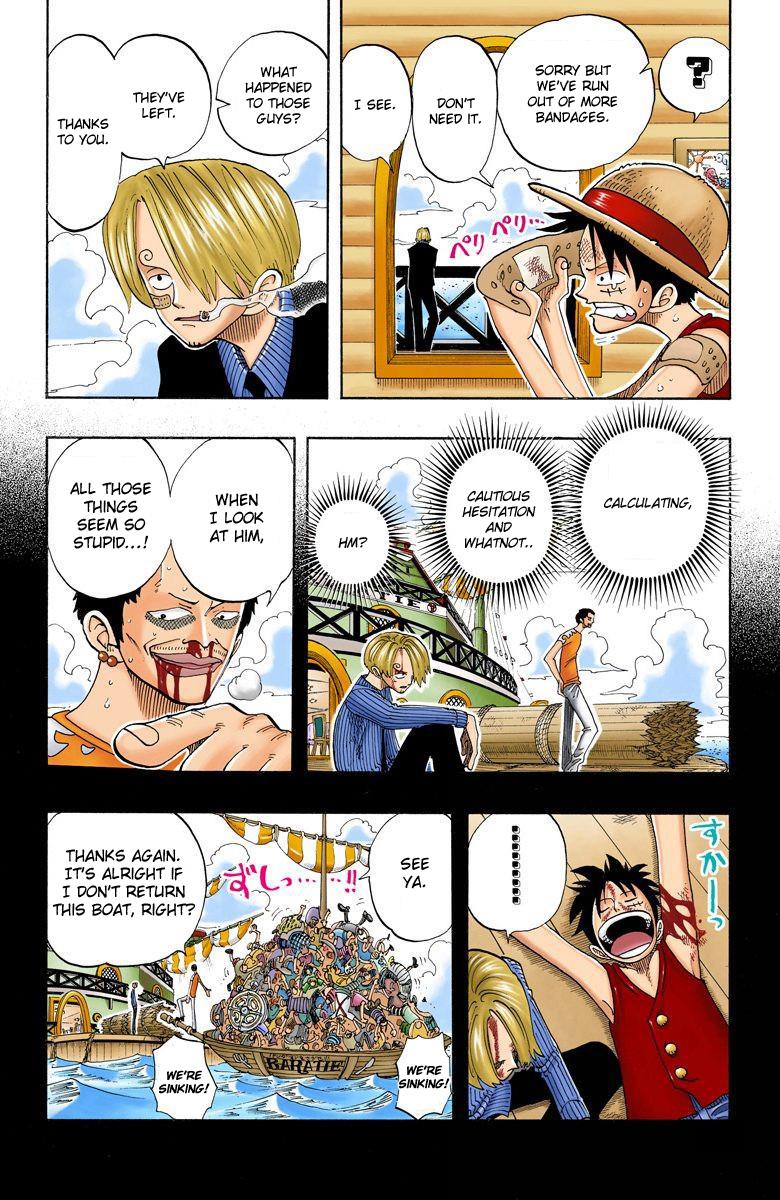 ?
SORRY BUT
WE'VE RUN
OUT OF MORE
BANDAGES.
DON'T
NEED IT.
I SEE.
ペリ ペリ…
WHAT
HAPPENED
TO THOSE
GUYS?
THEY'VE
LEFT.
THANKS
TO YOU.
CALCULATING,
CAUTIOUS
HESITATION
AND
WHATNOT..
HM?
TIE
WHEN
I LOOK
AT HIM,
ALL THOSE
THINGS
SEEM SO
STUPID...!
すかーっ
SEE
YA.
THANKS AGAIN.
IT'S ALRIGHT IF
I DON'T RETURN
THIS BOAT, RIGHT?
ずしっ……!!
BARATIE
WE'RE
SINKING!
WE'RE
SINKING!